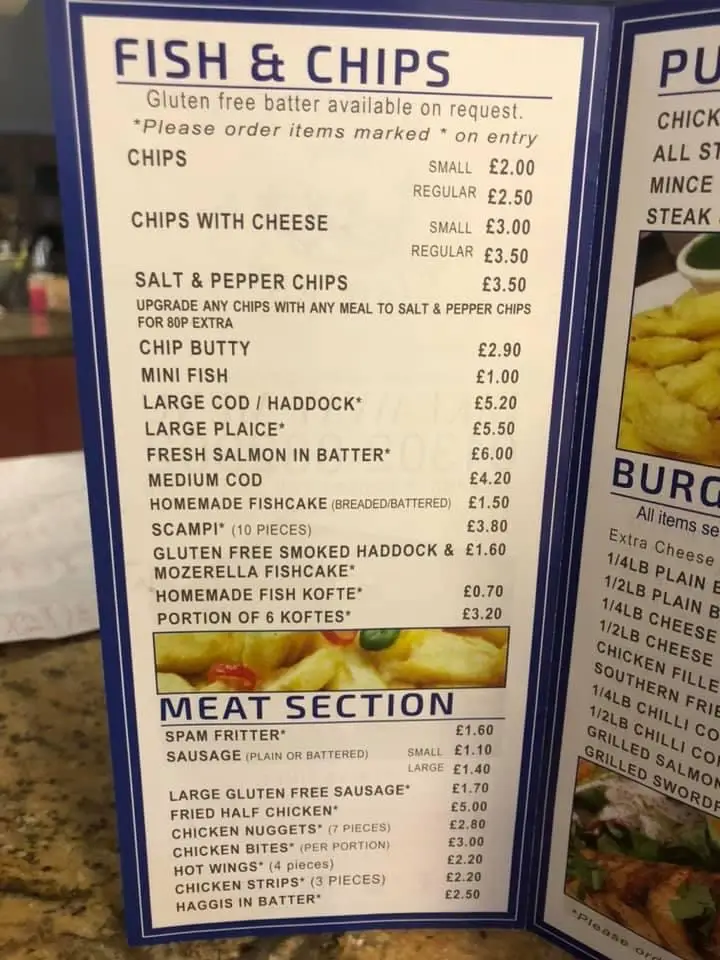 FISH & CHIPS
Gluten free batter available on request.
*Please order items marked * on entry
CHIPS SMALL £2.00
REGULAR £2.50
CHIPS WITH CHEESE SMALL £3.00
REGULAR £3.50
SALT & PEPPER CHIPS £3.50
UPGRADE ANY CHIPS WITH ANY MEAL TO SALT & PEPPER CHIPS
FOR 80P EXTRA
CHIP BUTTY £2.90
MINI FISH £1.00
LARGE COD / HADDOCK* £5.20
LARGE PLAICE* £5.50
FRESH SALMON IN BATTER* £6.00
MEDIUM COD £4.20
HOMEMADE FISHCAKE (BREADED/BATTERED) £1.50
SCAMPI* (10 PIECES) £3.80
GLUTEN FREE SMOKED HADDOCK & £1.60
MOZERELLA FISHCAKE*
HOMEMADE FISH KOFTE* £0.70
PORTION OF 6 KOFTES* £3.20
MEAT SECTION
SPAM FRITTER* £1.60
SAUSAGE (PLAIN OR BATTERED) SMALL £1.10
LARGE £1.40
LARGE GLUTEN FREE SAUSAGE* £1.70
FRIED HALF CHICKEN* £5.00
CHICKEN NUGGETS* (7 PIECES) £2.80
CHICKEN BITES* (PER PORTION) £3.00
HOT WINGS* (4 pieces) £2.20
CHICKEN STRIPS* (3 PIECES) £2.20
HAGGIS IN BATTER* £2.50
PU
CHICK
ALL ST
MINCE
STEAK
BURG
All items se
Extra Cheese
1/4LB PLAIN B
1/2LB PLAIN B
1/4LB CHEESE
1/2LB CHEESE
CHICKEN FILLE
SOUTHERN FRIE
1/4LB CHILLI CO
1/2LB CHILLI CO
GRILLED SALMON
GRILLED SWORDF
*Please ord